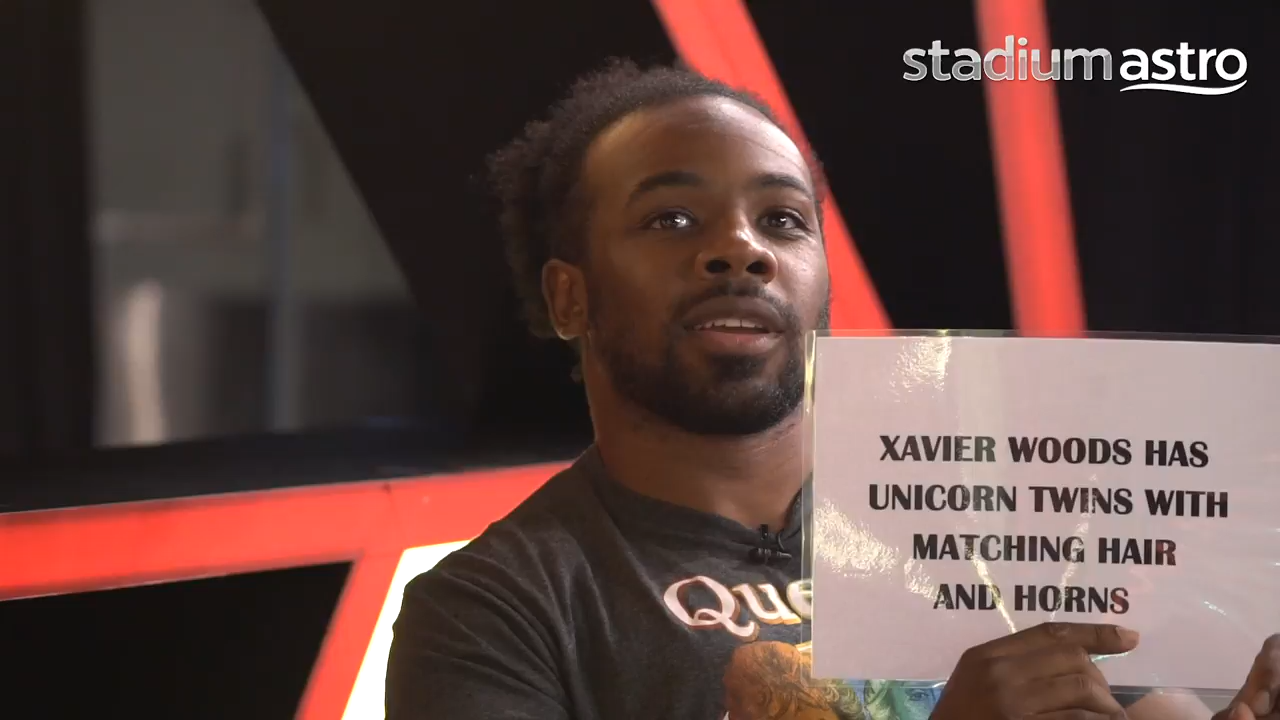 stadiumastro
XAVIER WOODS HAS
UNICORN TWINS WITH
MATCHING HAIR
AND HORNS
Que